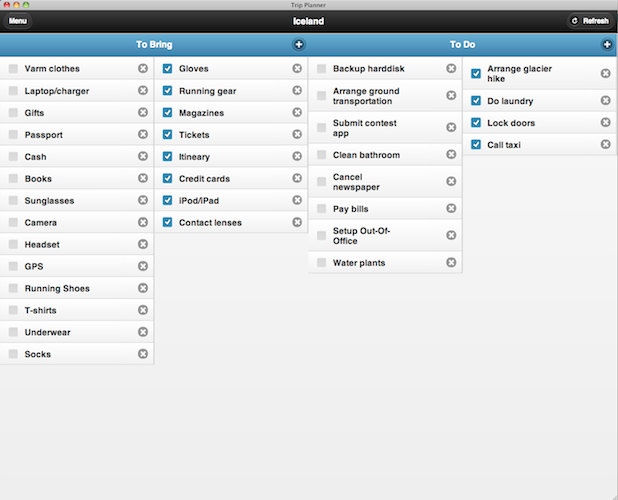 Trip Planner
Menu
Iceland
Refresh
To Bring
To Do
Varm clothes
Laptop/charger
Gifts
Passport
Cash
Books
Sunglasses
Camera
Headset
GPS
Running Shoes
T-shirts
Underwear
Socks
Gloves
Running gear
Magazines
Tickets
Itineary
Credit cards
iPod/iPad
Contact lenses
Backup harddisk
Arrange ground
transportation
Submit contest
app
Clean bathroom
Cancel
newspaper
Pay bills
Setup Out-Of-
Office
Water plants
Arrange glacier
hike
Do laundry
Lock doors
Call taxi